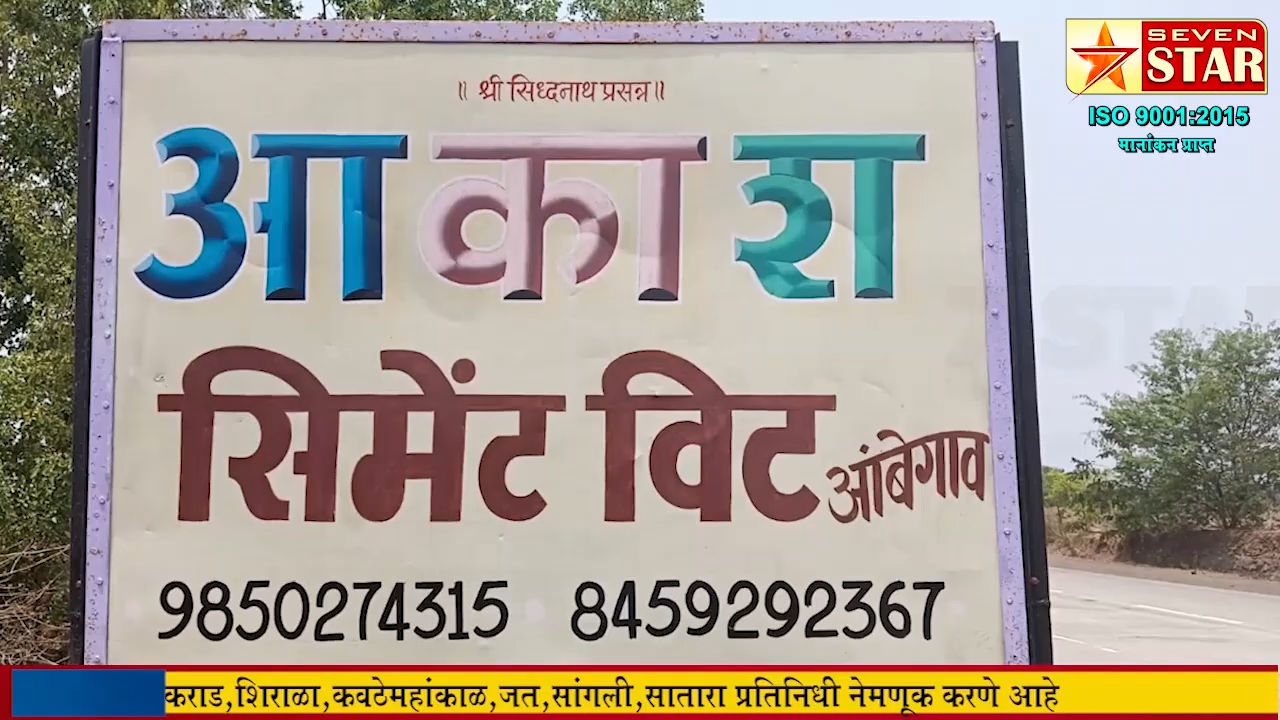 ॥ श्री सिध्दनाथ प्रसन्न ॥
आकाश
सिमेंट विट आंबेगाव
9850274315 8459292367
SEVEN
STAR
ISO 9001:2015
मानांकन प्राप्त
कराड,शिराळा,कवठेमहांकाळ,जत,सांगली,सातारा प्रतिनिधी नेमणूक करणे आहे